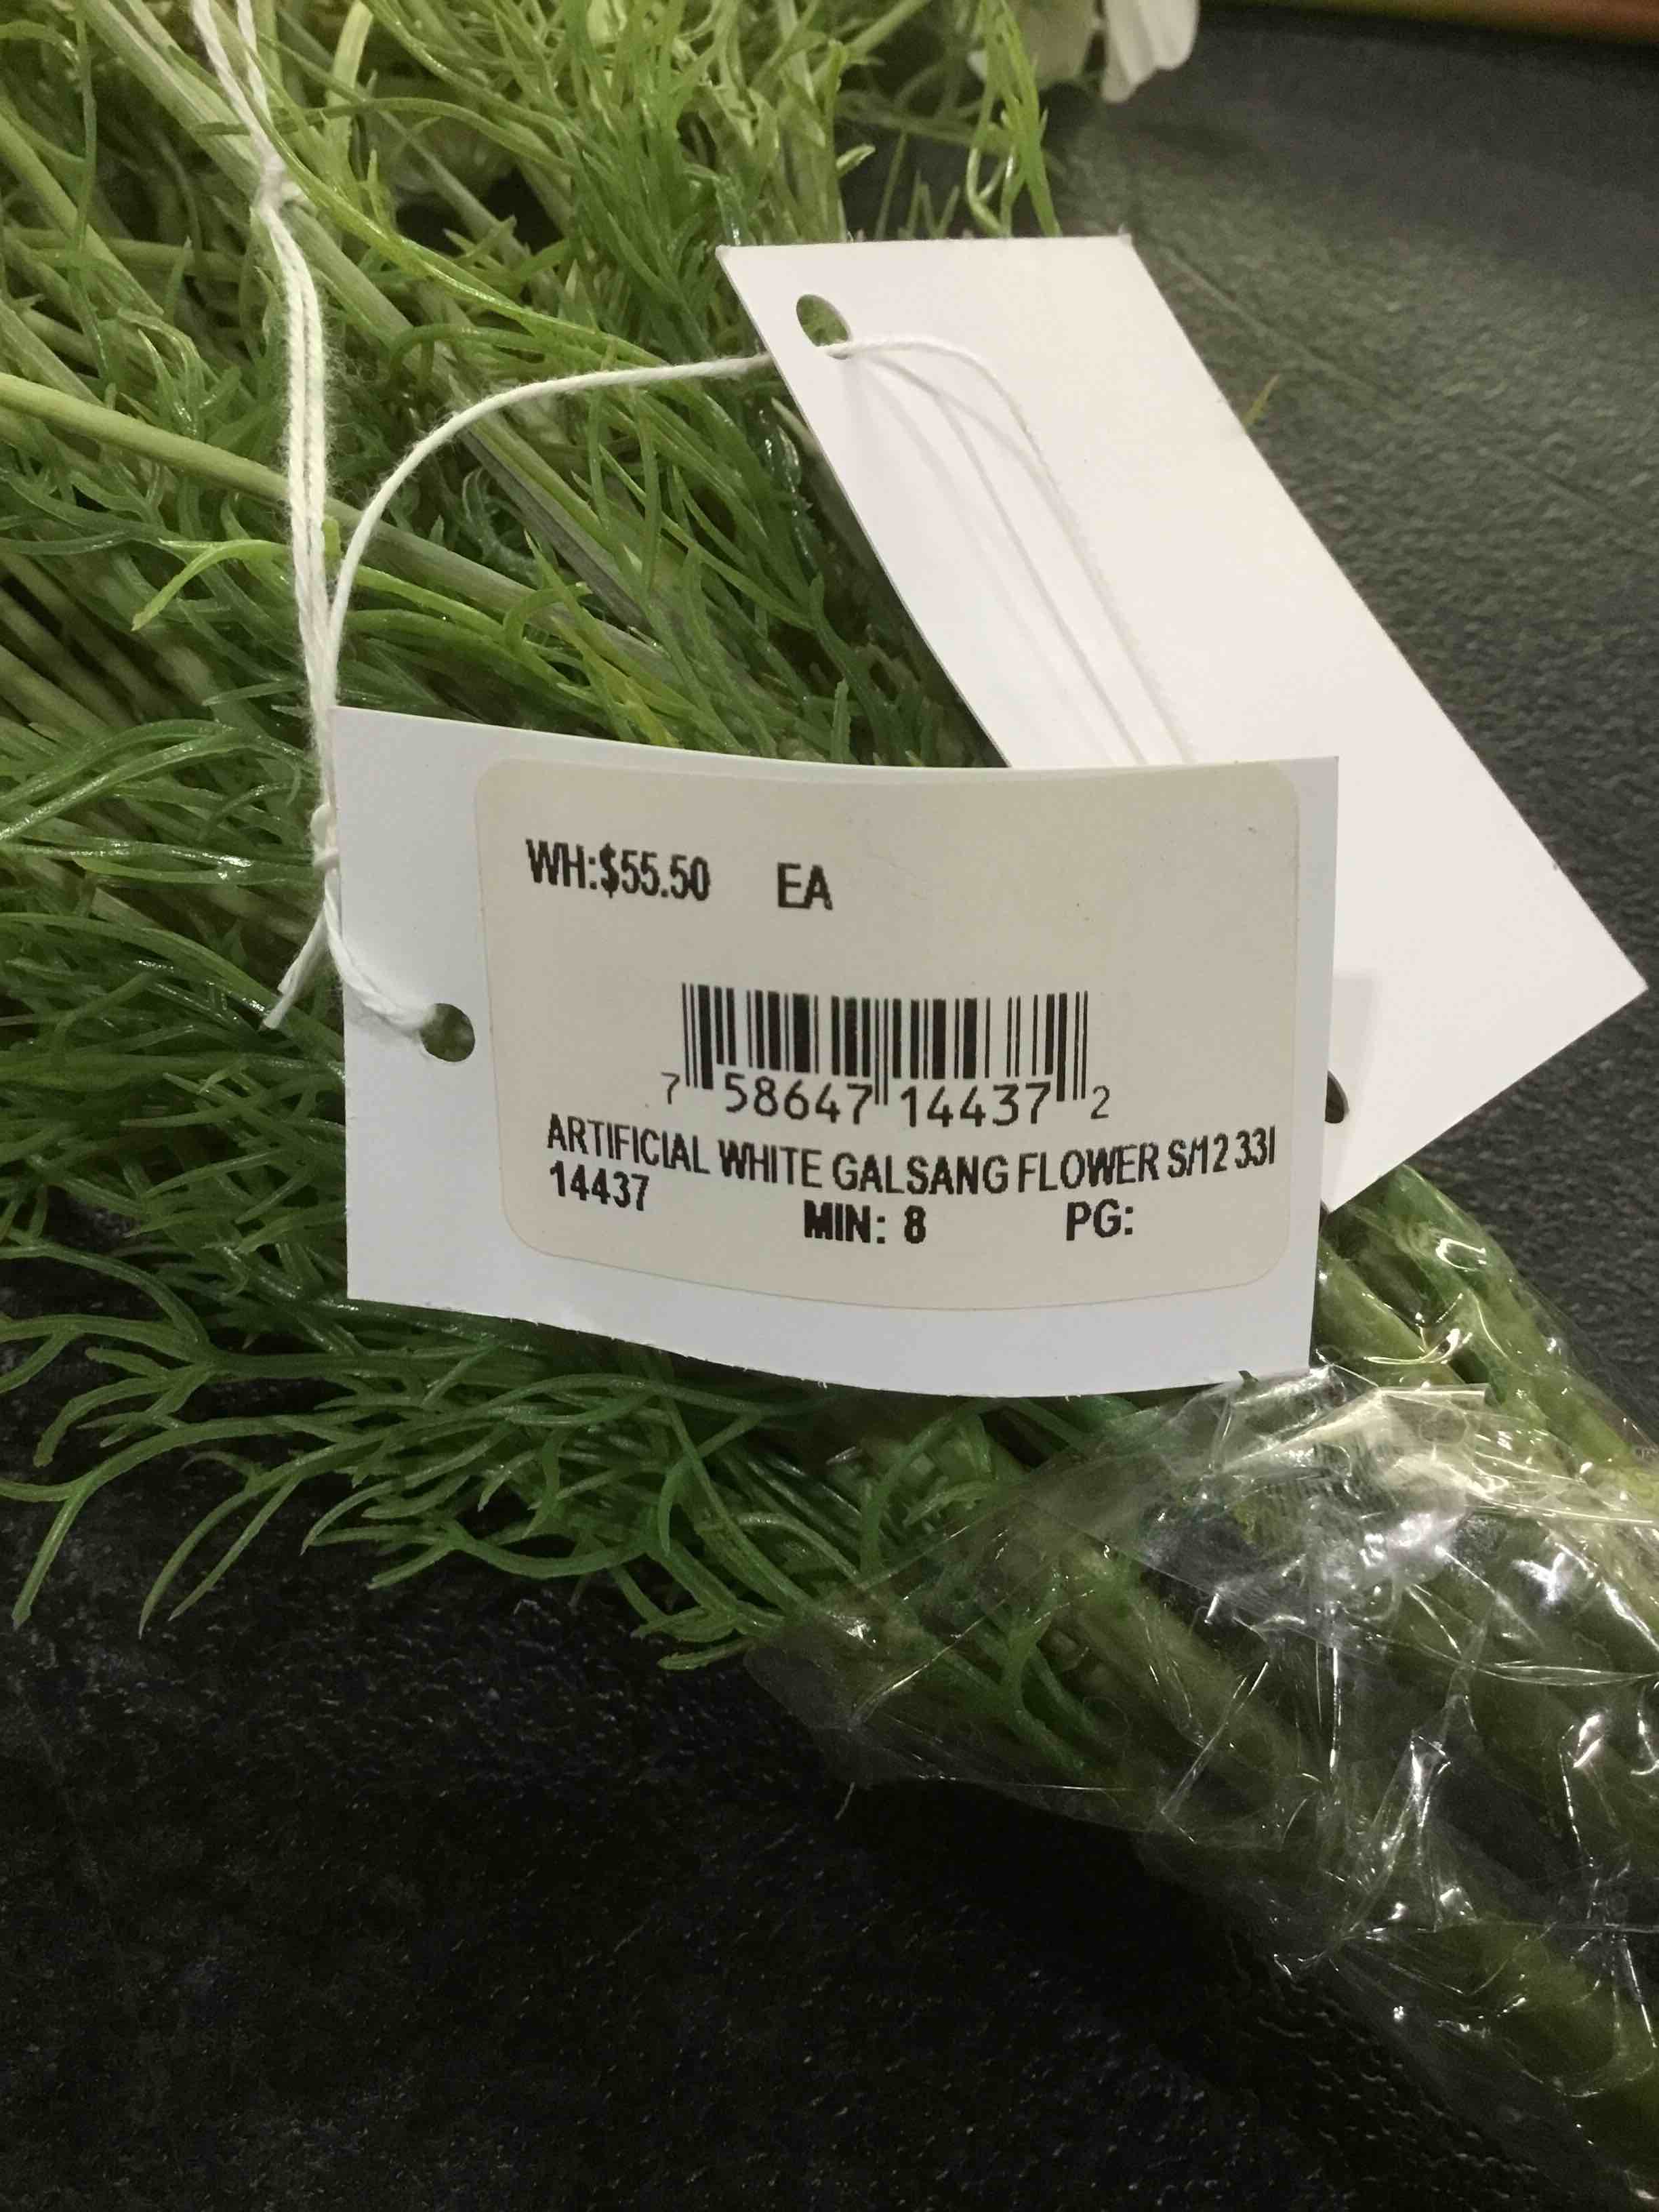 WH:$55.50 EA
7 58647 14437 2
ARTIFICIAL WHITE GALSANG FLOWER S/12 33I
14437
MIN: 8 PG: